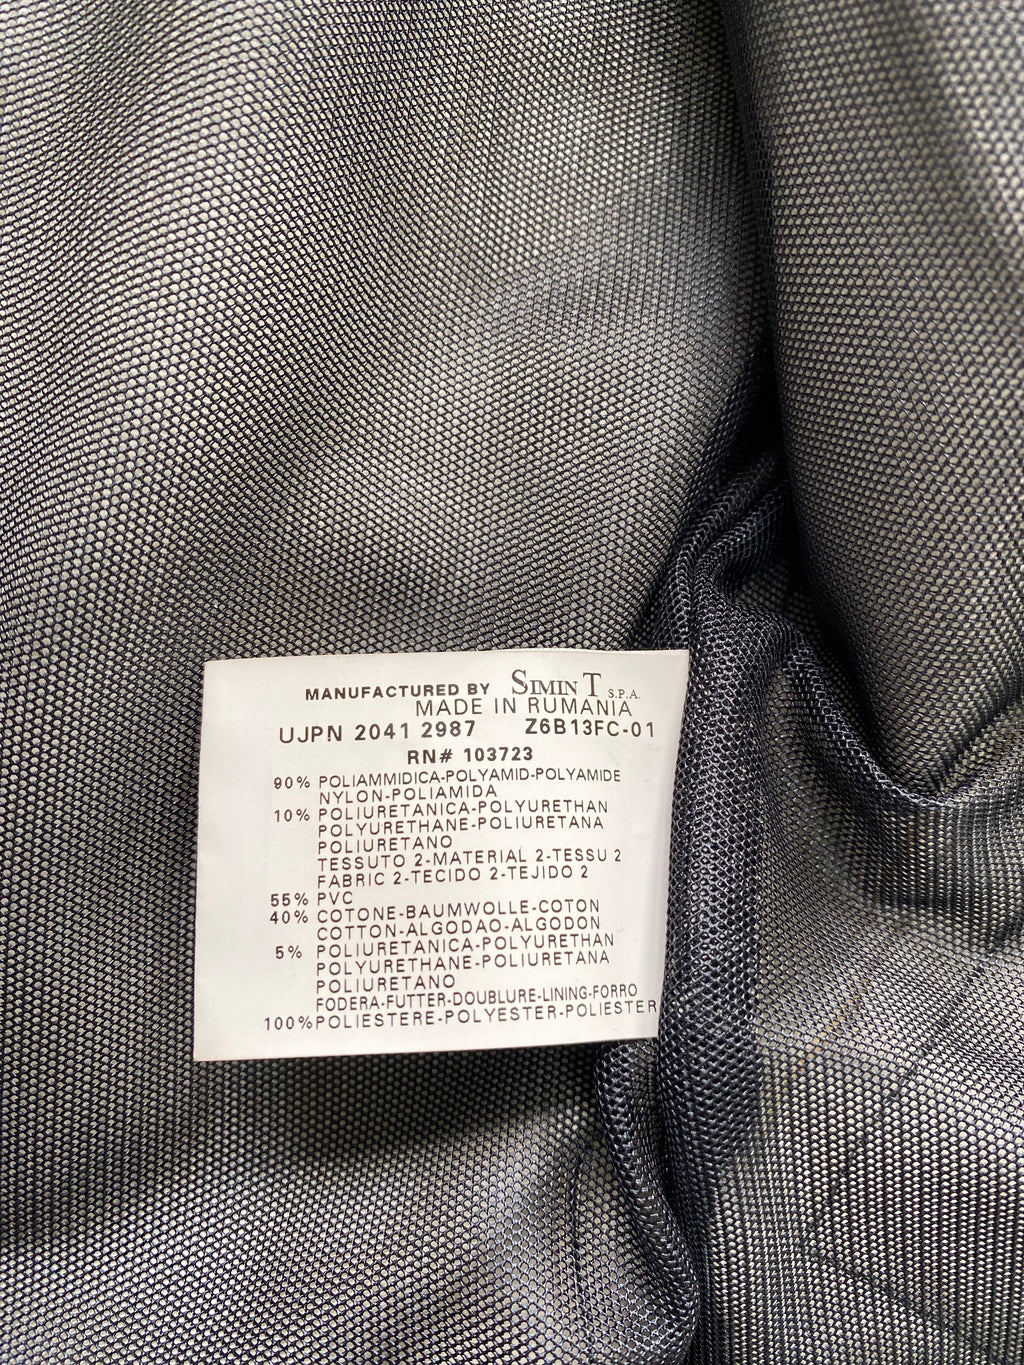 MANUFACTURED BY SIMIN T S.P.A.
MADE IN RUMANIA
UJPN 2041 2987 Z6B13FC-01
RN# 103723
90% POLIAMMIDICA-POLYAMID-POLYAMIDE
NYLON-POLIAMIDA
10% POLIURETANICA-POLYURETHAN
POLYURETHANE-POLIURETANA
POLIURETANO
TESSUTO 2-MATERIAL 2-TESSU 2
FABRIC 2-TECIDO 2-TEJIDO 2
55% PVC
40% COTONE-BAUMWOLLE-COTON
COTTON-ALGODAO-ALGODON
5% POLIURETANICA-POLYURETHAN
POLYURETHANE-POLIURETANA
POLIURETANO
FODERA-FUTTER-DOUBLURE-LINING-FORRO
100% POLIESTERE-POLYESTER-POLIESTER